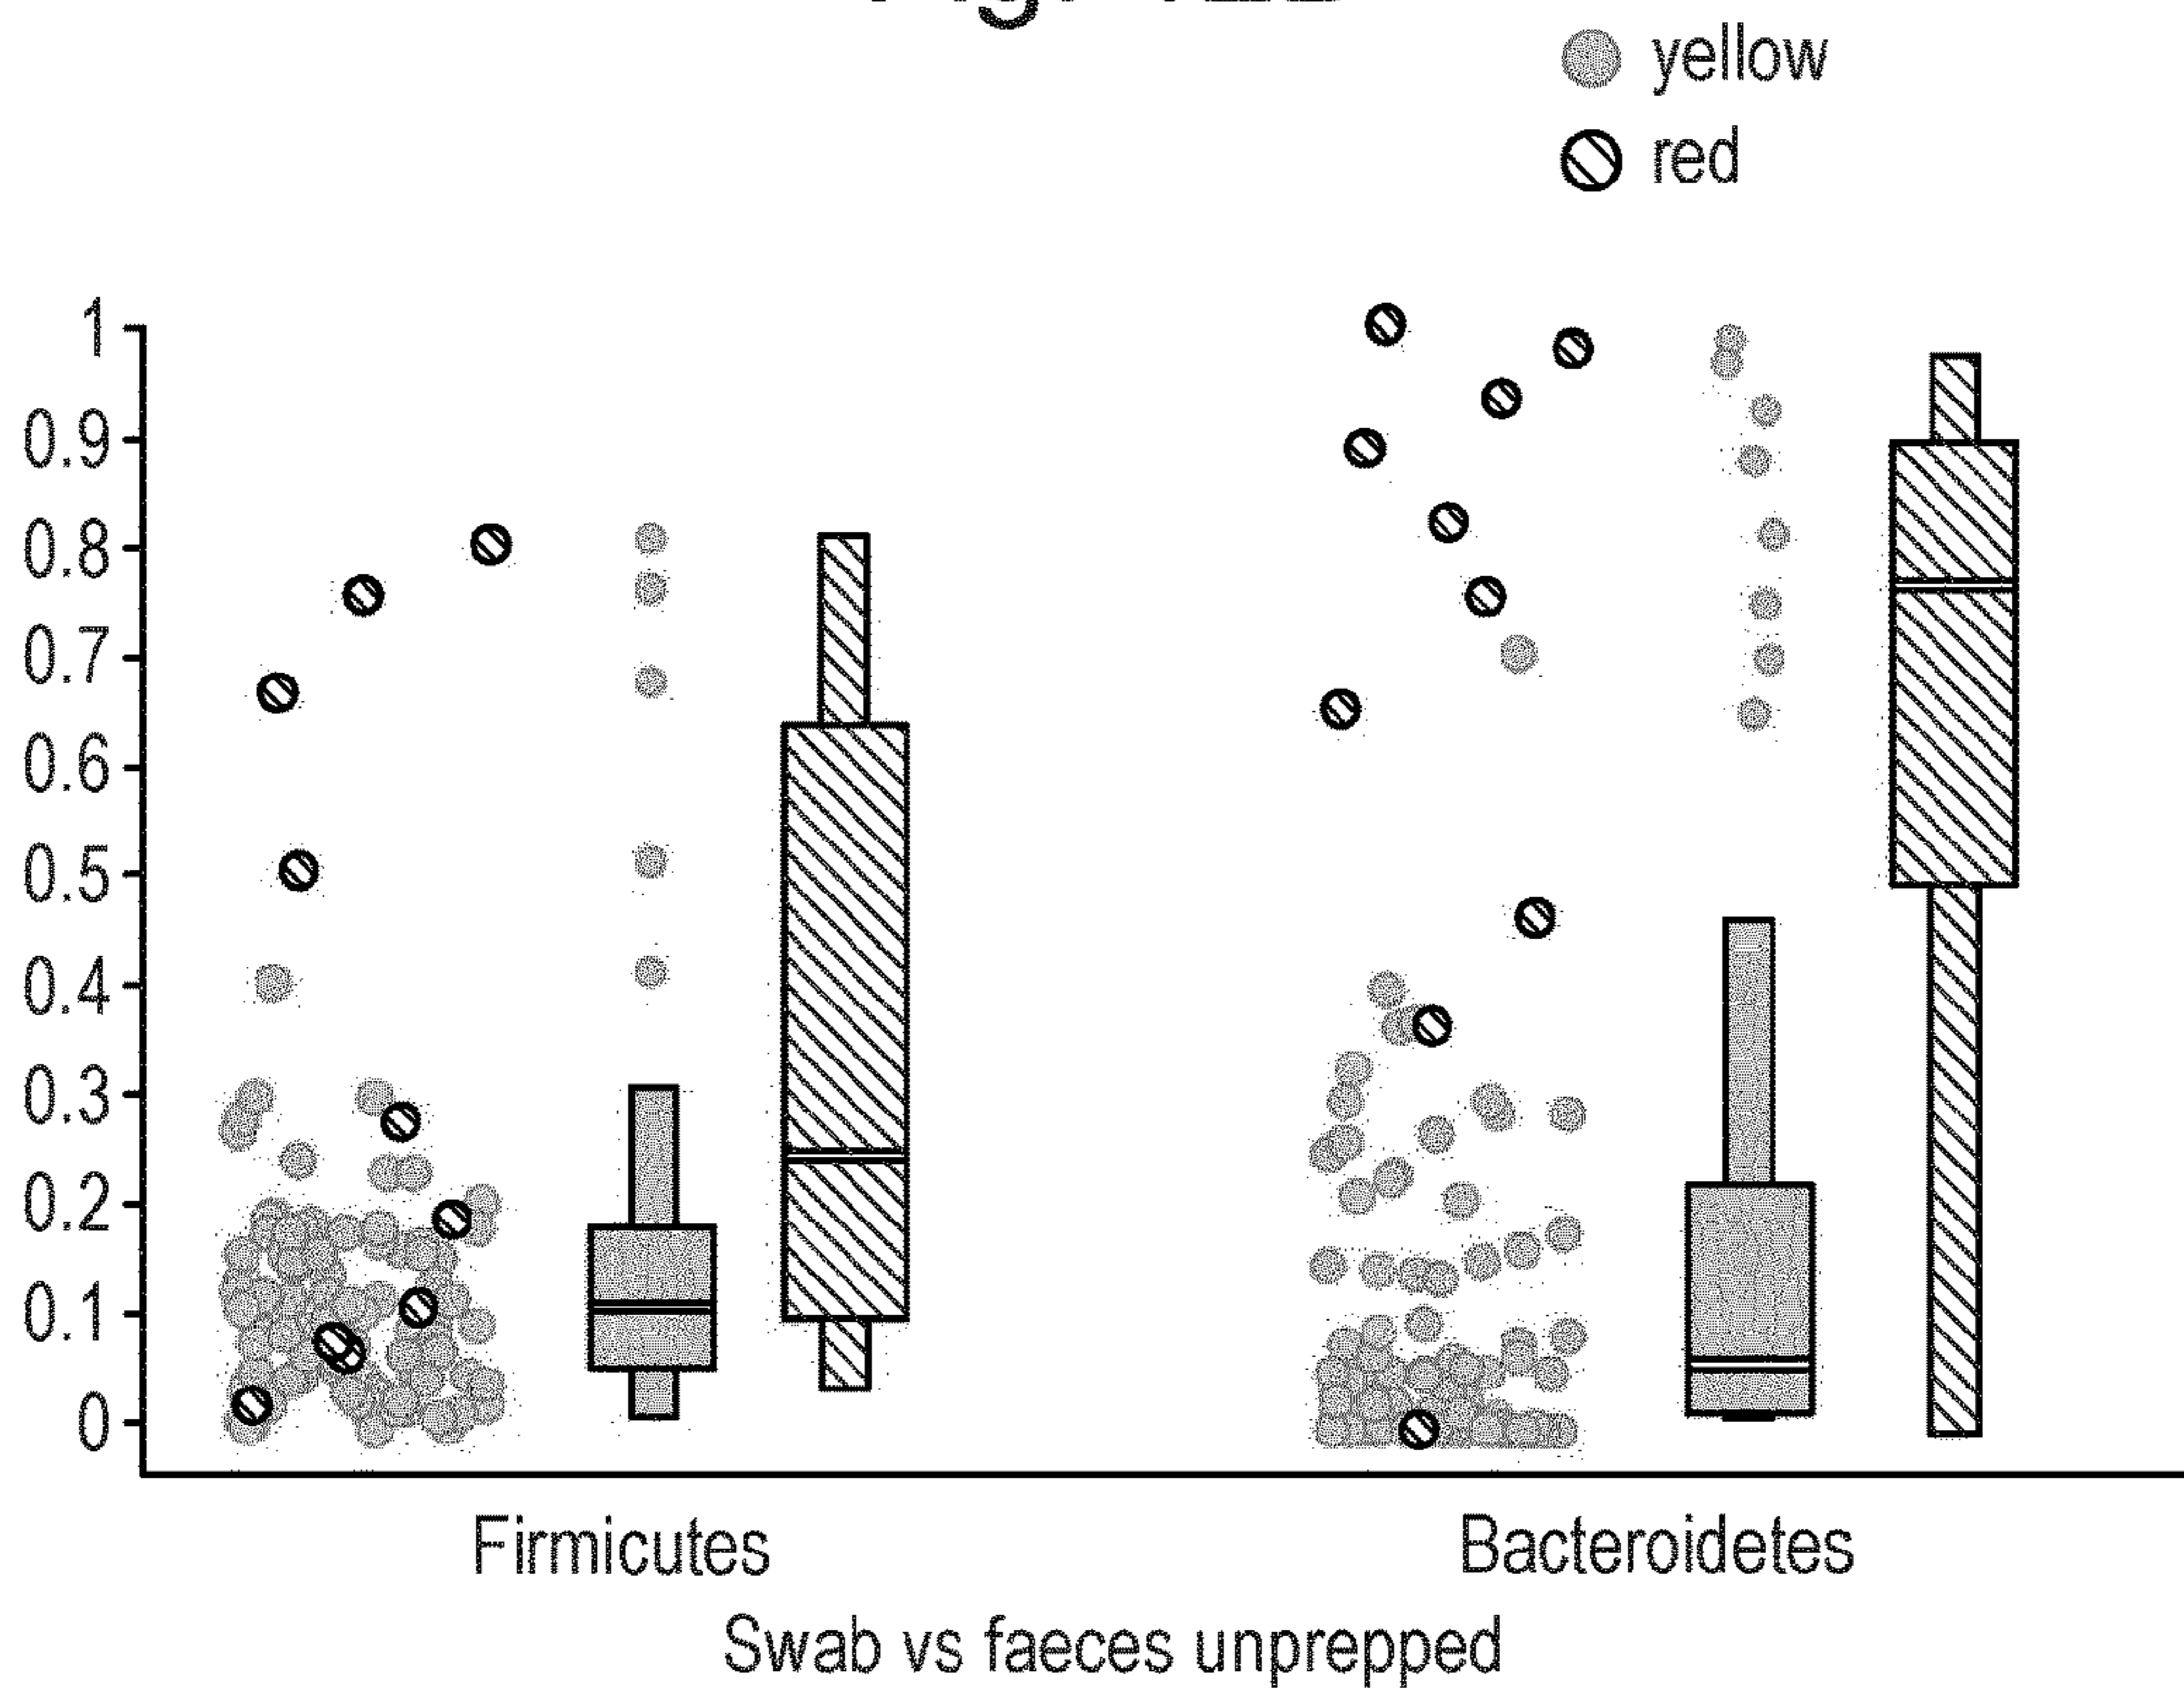 yellow
red
1
0.9
0.8
0.7
0.6
0.5
0.4
0.3
0.2
0.1
0
Firmicutes Bacteroidetes
Swab vs faeces unprepped